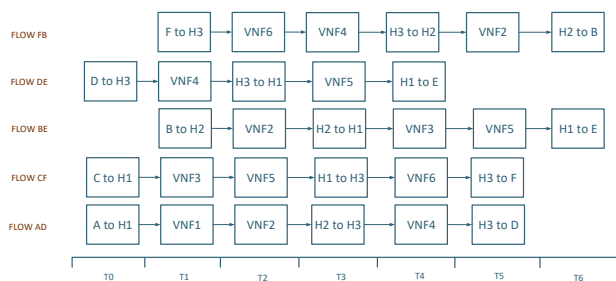 FLOW FB F to H3 VNF6 VNF4 H3 to H2 VNF2 H2 to B
FLOW DE D to H3 VNF4 H3 to H1 VNF5 H1 to E
FLOW BE B to H2 VNF2 H2 to H1 VNF3 VNF5 H1 to E
FLOW CF C to H1 VNF3 VNF5 H1 to H3 VNF6 H3 to F
FLOW AD A to H1 VNF1 VNF2 H2 to H3 VNF4 H3 to D
T0 T1 T2 T3 T4 T5 T6